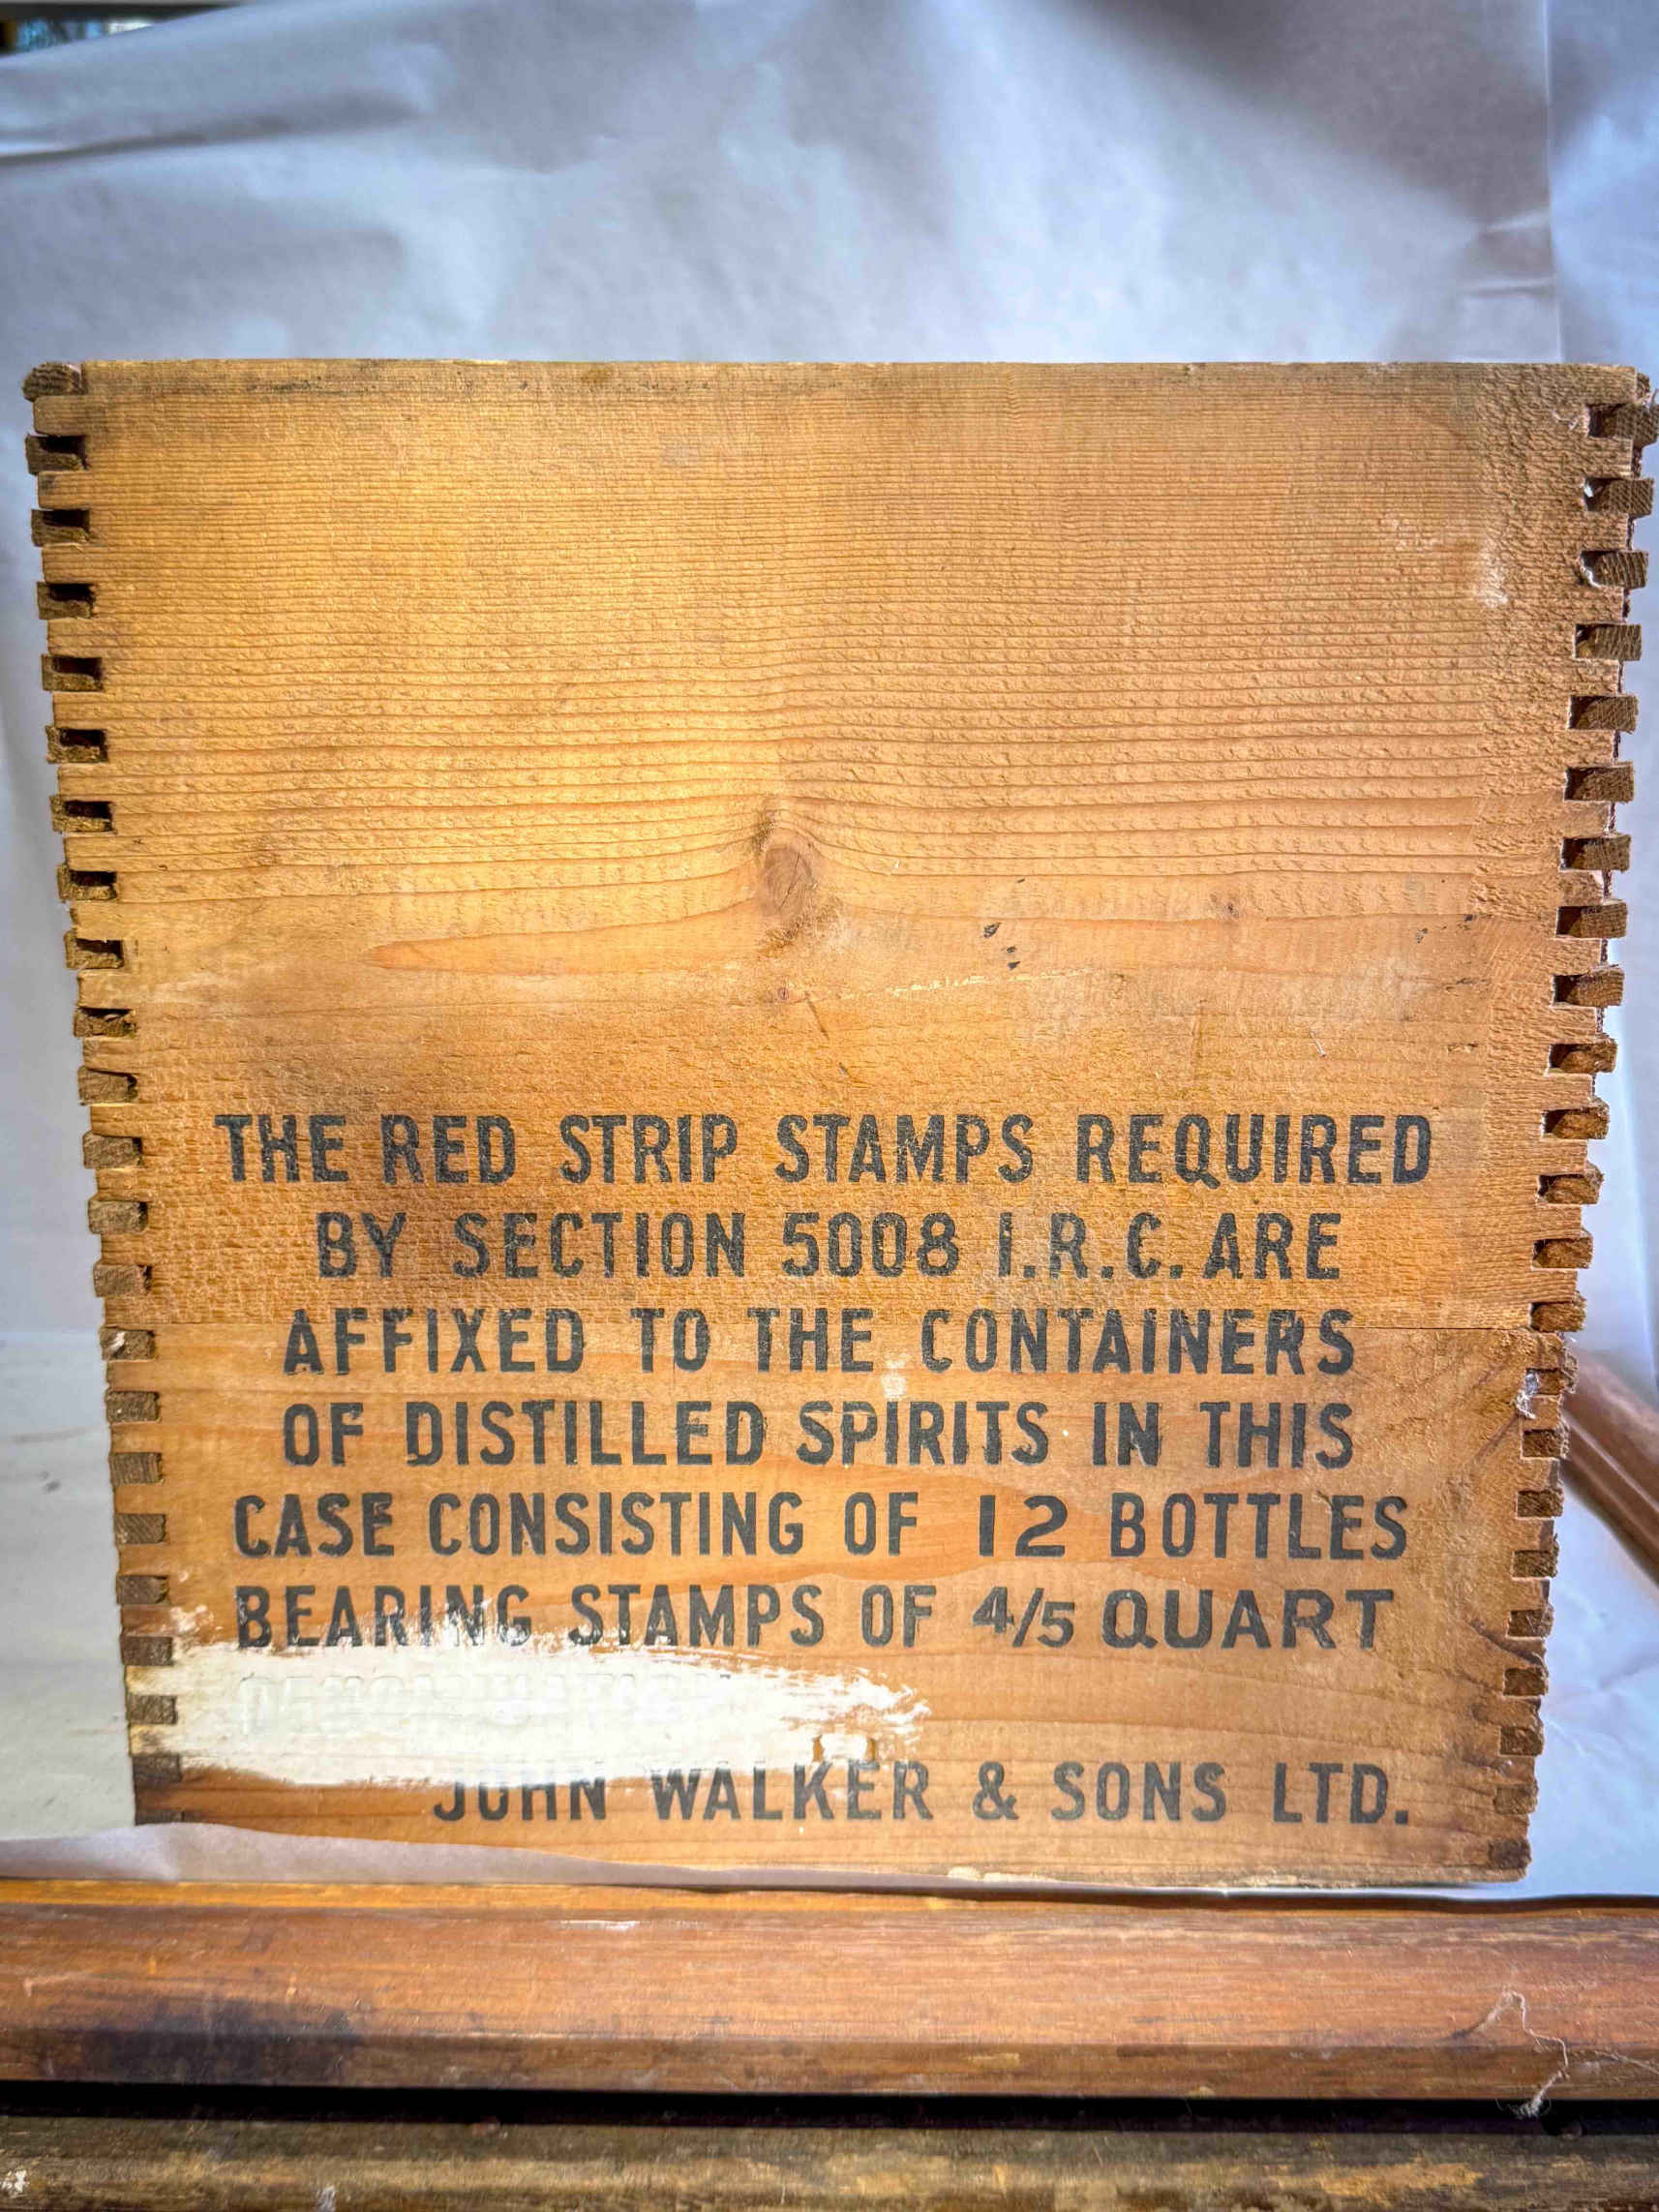 THE RED STRIP STAMPS REQUIRED
BY SECTION 5008 I.R.C. ARE
AFFIXED TO THE CONTAINERS
OF DISTILLED SPIRITS IN THIS
CASE CONSISTING OF 12 BOTTLES
BEARING STAMPS OF 4/5 QUART
JOHN WALKER & SONS LTD.